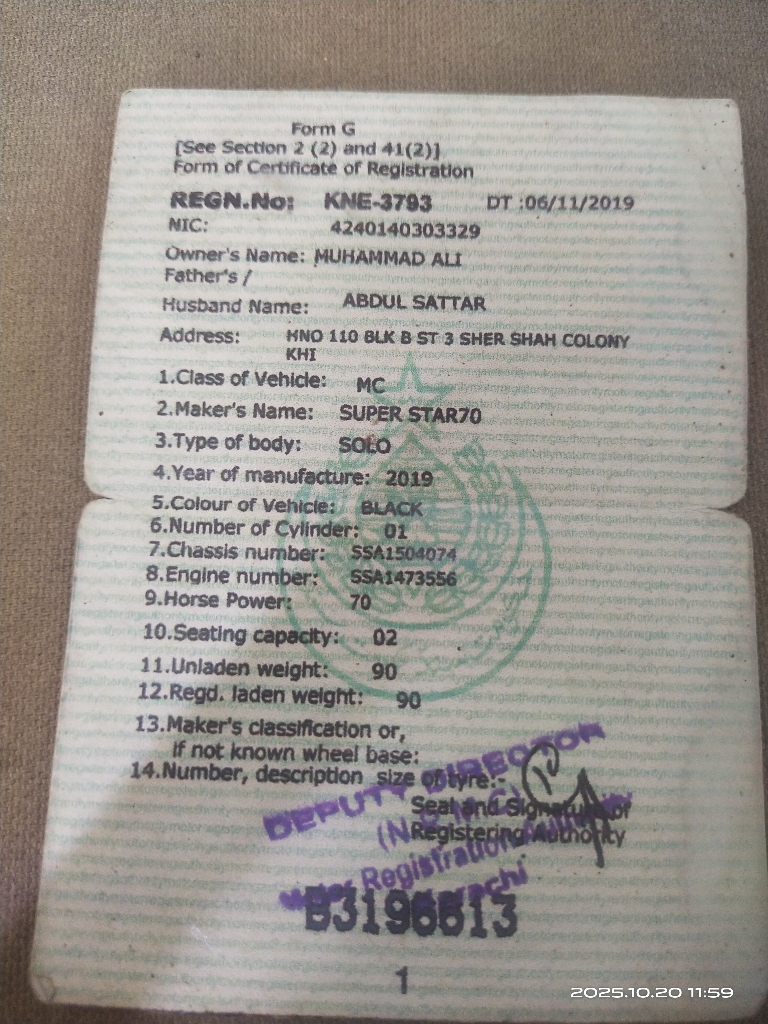 Form G
[See Section 2 (2) and 41(2)]
Form of Certificate of Registration
REGN.No: KNE-3793 DT :06/11/2019
NIC: 4240140303329
Owner's Name: MUHAMMAD ALI
Father's /
Husband Name: ABDUL SATTAR
Address: HNO 110 BLK B ST 3 SHER SHAH COLONY
KHI
1.Class of Vehicle: MC
2.Maker's Name: SUPER STAR70
3.Type of body: SOLO
4.Year of manufacture: 2019
5.Colour of Vehicle: BLACK
6.Number of Cylinder: 01
7.Chassis number: SSA1504074
8.Engine number: SSA1473556
9.Horse Power: 70
10.Seating capacity: 02
11.Unladen weight: 90
12.Regd. laden weight: 90
13.Maker's classification or,
if not known wheel base:
14.Number, description size of tyre:-
DEPUTY DIRECTOR
Seal and Signature of
Registering Authority
Motor Registration
Karachi
B3196613
1
2025.10.20 11:59